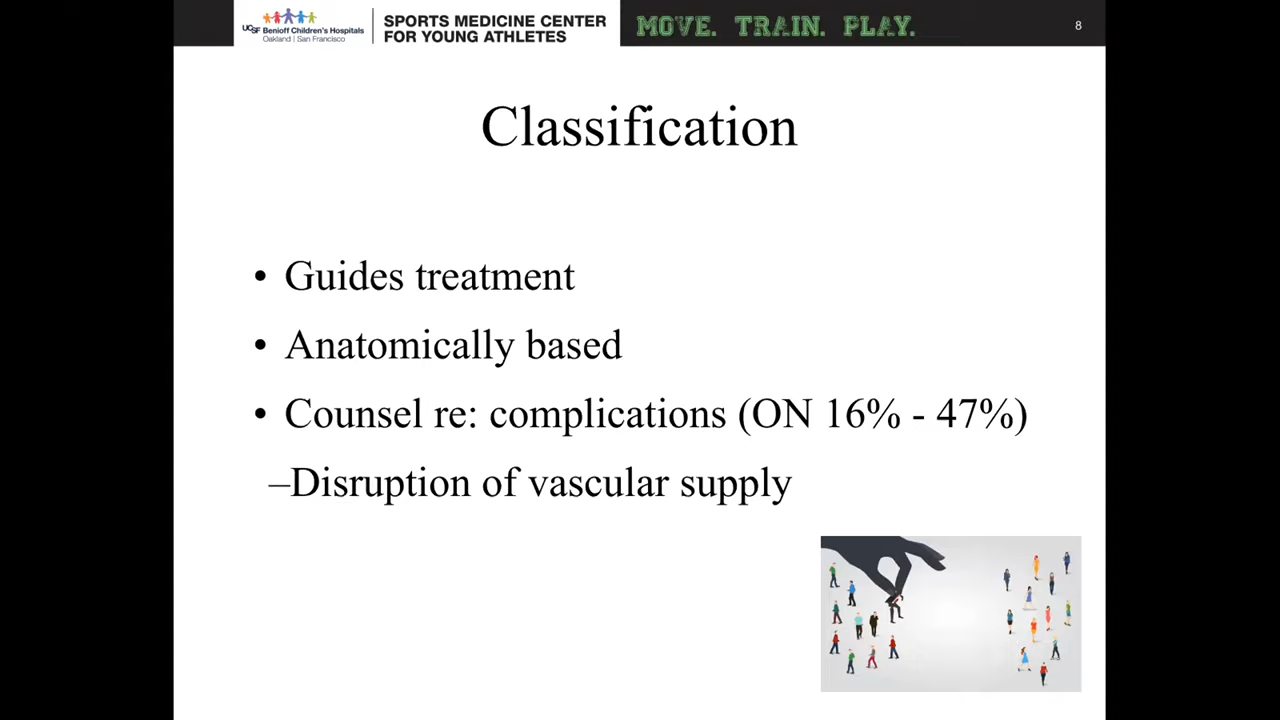 UCSF Benioff Children's Hospitals
Oakland | San Francisco
SPORTS MEDICINE CENTER
FOR YOUNG ATHLETES
MOVE. TRAIN. PLAY.
8
Classification
• Guides treatment
• Anatomically based
• Counsel re: complications (ON 16% - 47%)
–Disruption of vascular supply